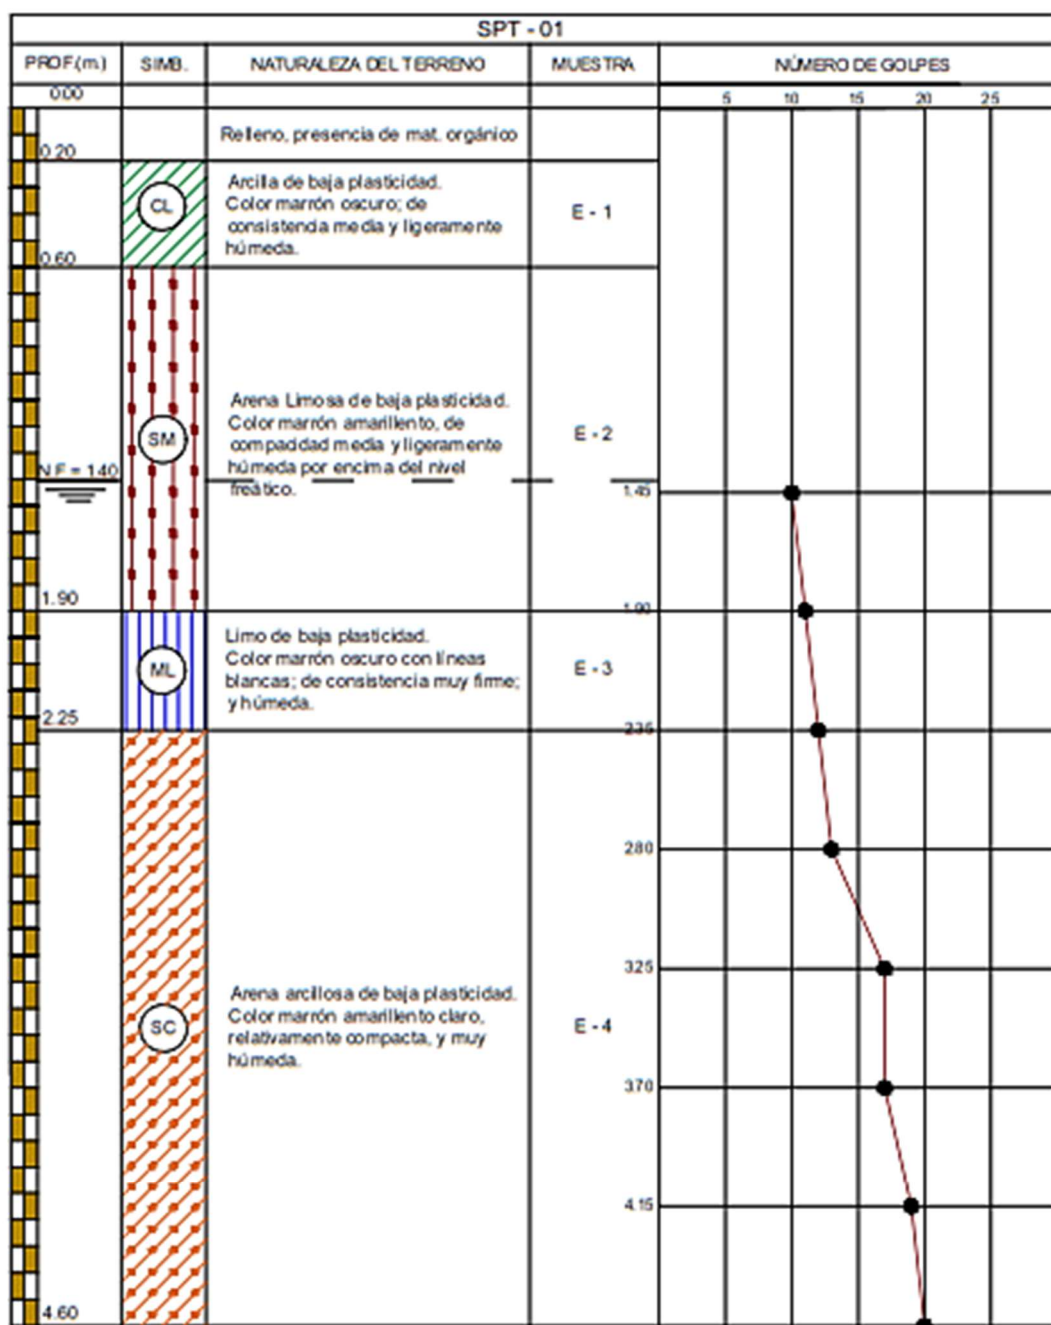 SPT - 01
PROF.(m.) SIMB. NATURALEZA DEL TERRENO MUESTRA NÚMERO DE GOLPES
0.00
5 10 15 20 25
Relleno, presencia de mat. orgánico
0.20
CL
Arcilla de baja plasticidad.
Color marrón oscuro; de
consistencia media y ligeramente
húmeda.
E - 1
0.60
SM
Arena Limosa de baja plasticidad.
Color marrón amarillento, de
compacidad media y ligeramente
húmeda por encima del nivel
freático.
E - 2
N.F = 1.40
1.45
1.90
1.90
ML
Limo de baja plasticidad.
Color marrón oscuro con líneas
blancas; de consistencia muy firme;
y húmeda.
E - 3
2.25
2.35
2.80
3.25
SC
Arena arcillosa de baja plasticidad.
Color marrón amarillento claro,
relativamente compacta, y muy
húmeda.
E - 4
3.70
4.15
4.60